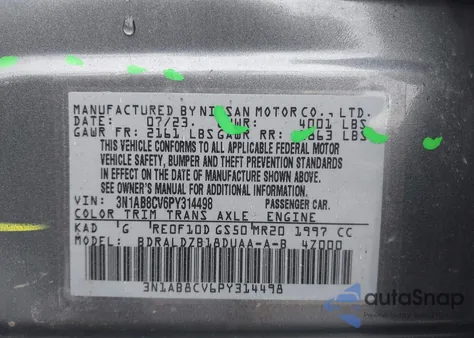 MANUFACTURED BY NISSAN MOTOR CO., LTD.
DATE: 07/23. 4001 LBS
GAWR FR: 2161 LBS GAWR RR: 863 LBS
THIS VEHICLE CONFORMS TO
ALL APPLICABLE FEDERAL MOTOR
VEHICLE SAFETY, BUMPER AND THEFT PREVENTION STANDARDS
IN EFFECT ON THE DATE OF MANUFACTURE SHOWN ABOVE.
SEE OWNER'S MANUAL FOR ADDITIONAL INFORMATION.
VIN: 3N1AB8CV6PY314498 PASSENGER CAR.
COLOR TRIM TRANS AXLE ENGINE
KAD G RE0F10D GS50 MR20 1997 CC
MODEL: BDRALDZB18DUAA-A-B 4Z000
3N1AB8CV6PY314498
autoSnap